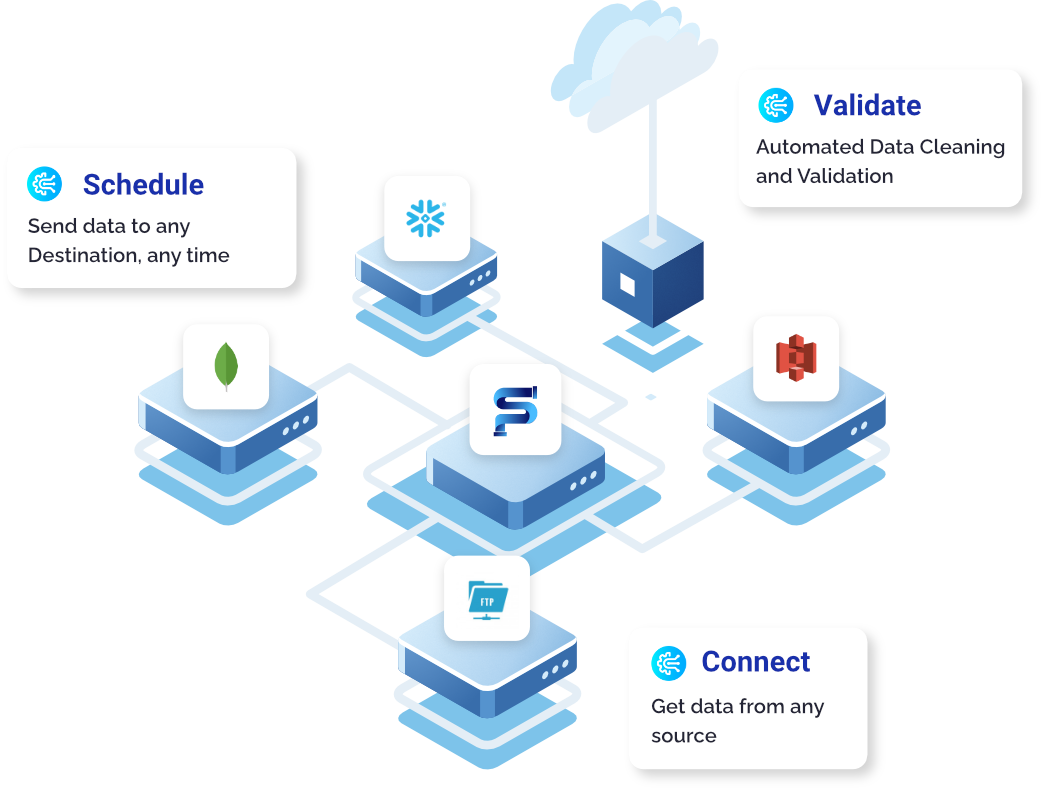 Validate
Automated Data Cleaning
and Validation
Schedule
Send data to any
Destination, any time
FTP
Connect
Get data from any
source